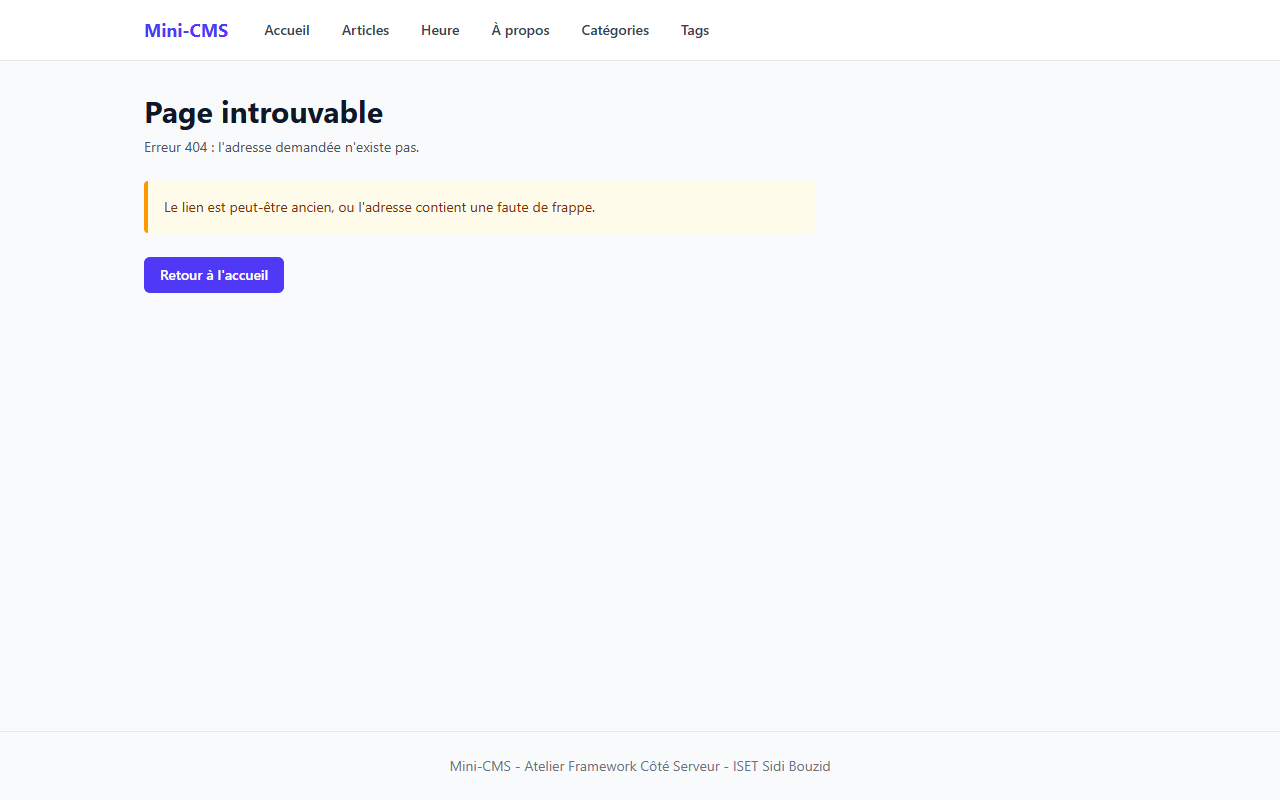 Mini-CMS Accueil Articles Heure À propos Catégories Tags
Page introuvable
Erreur 404 : l'adresse demandée n'existe pas.
Le lien est peut-être ancien, ou l'adresse contient une faute de frappe.
Retour à l'accueil
Mini-CMS - Atelier Framework Côté Serveur - ISET Sidi Bouzid